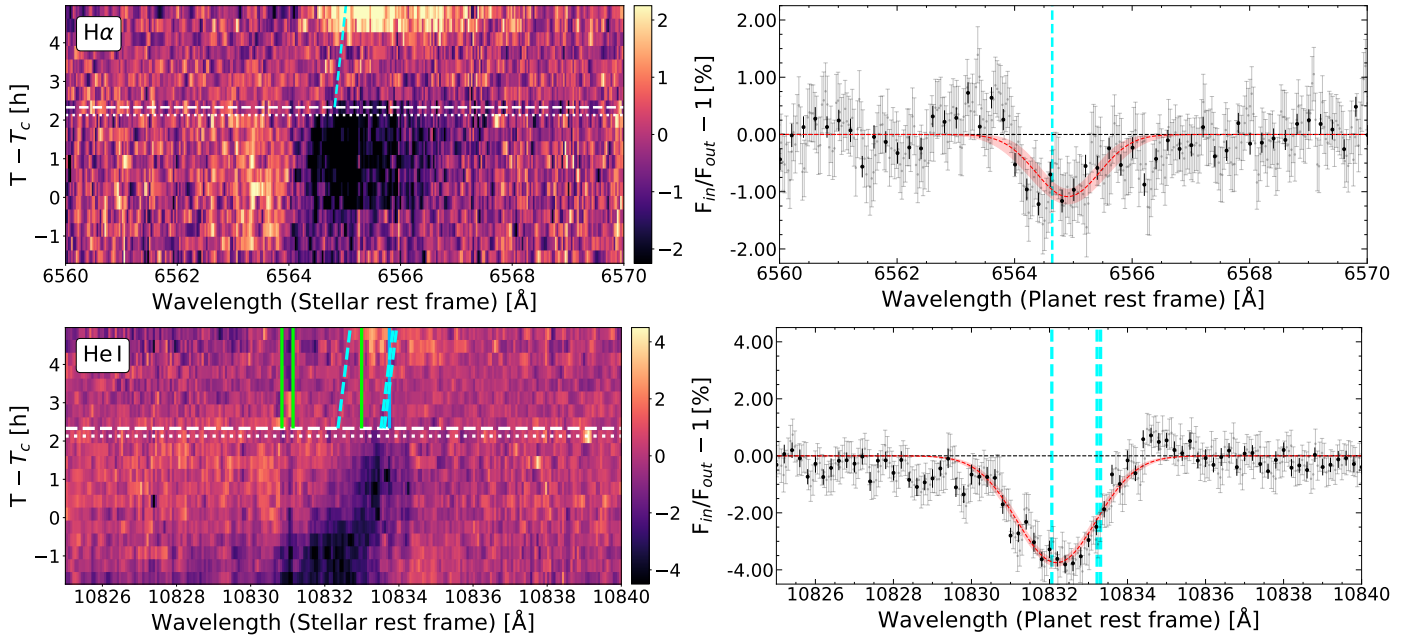 Hα
T − T_c [h]
4
3
2
1
0
−1
6560 6562 6564 6566 6568 6570
Wavelength (Stellar rest frame) [Å]
2
1
0
−1
−2
F_in/F_out − 1 [%]
2.00
1.00
0.00
-1.00
-2.00
6560 6562 6564 6566 6568 6570
Wavelength (Planet rest frame) [Å]
He I
T − T_c [h]
4
3
2
1
0
−1
10826 10828 10830 10832 10834 10836 10838 10840
Wavelength (Stellar rest frame) [Å]
4
2
0
−2
−4
F_in/F_out − 1 [%]
4.00
2.00
0.00
-2.00
-4.00
10826 10828 10830 10832 10834 10836 10838 10840
Wavelength (Planet rest frame) [Å]